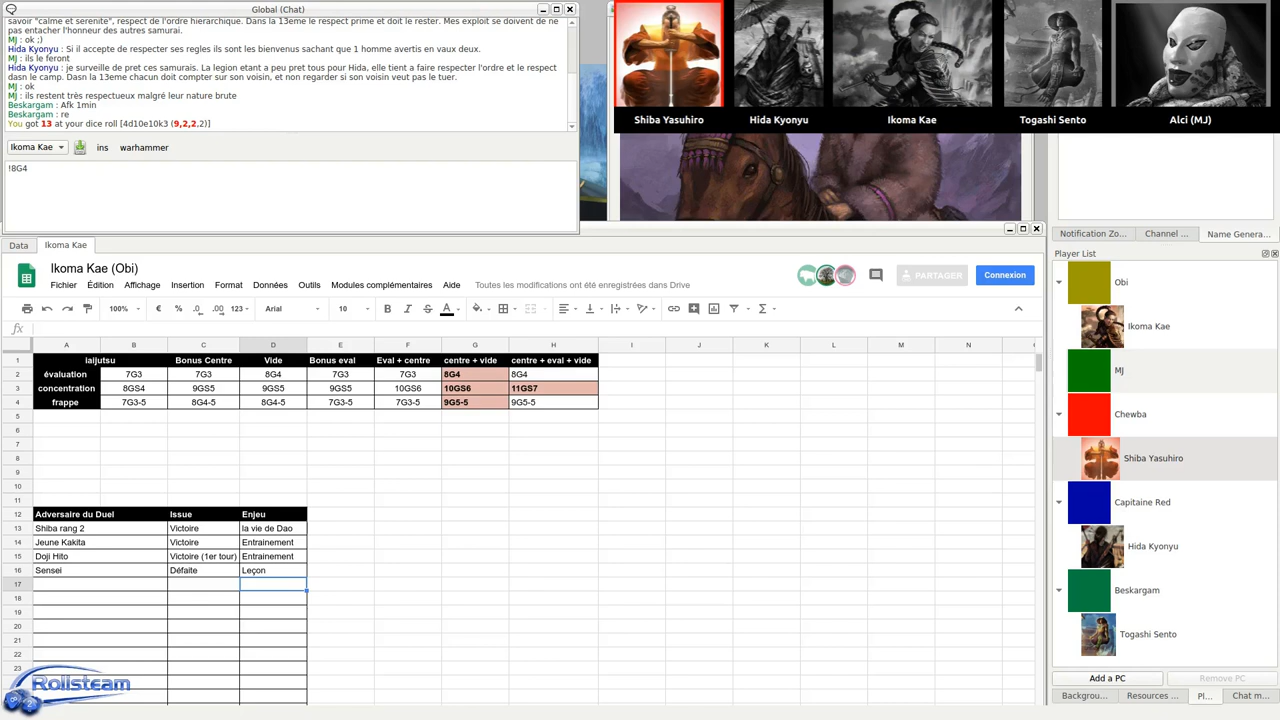 Global (Chat)
savoir "calme et serenite", respect de l'ordre hierarchique. Dans la 13eme le respect prime et doit le rester. Mes exploit se doivent de ne
pas entacher l'honneur des autres samurai.
MJ : ok ;)
Hida Kyonyu : Si il accepte de respecter ses regles ils sont les bienvenus sachant que 1 homme avertis en vaux deux.
MJ : ils le feront
Hida Kyonyu : je surveille de pret ces samurais. La legion etant a peu pret tous pour Hida, elle tient a faire respecter l'ordre et le respect
dasn le camp. Dasn la 13eme chacun doit compter sur son voisin, et non regarder si son voisin veut pas le tuer.
MJ : ok
MJ : ils restent très respectueux malgré leur nature brute
Beskargam : Afk 1min
Beskargam : re
You got 13 at your dice roll [4d10e10k3 (9,2,2,2)]
Ikoma Kae ins warhammer
!8G4
Shiba Yasuhiro Hida Kyonyu Ikoma Kae Togashi Sento Alci (MJ)
Notification Zo... Channel ... Name Genera...
Player List
Obi
Ikoma Kae
MJ
Chewba
Shiba Yasuhiro
Capitaine Red
Hida Kyonyu
Beskargam
Togashi Sento
Add a PC Remove PC
Backgrou... Resources ... Pl... Chat m...
Data Ikoma Kae
Ikoma Kae (Obi)
PARTAGER Connexion
Fichier Édition Affichage Insertion Format Données Outils Modules complémentaires Aide Toutes les modifications ont été enregistrées dans Drive
100% € % .0 .00 123 Arial 10 B I S A
fx
A B C D E F G H I J K L M N
1 Iaijutsu Bonus Centre Vide Bonus eval Eval + centre centre + vide centre + eval + vide
2 évaluation 7G3 7G3 8G4 7G3 7G3 8G4 8G4
3 concentration 8GS4 9GS5 9GS5 9GS5 10GS6 10GS6 11GS7
4 frappe 7G3-5 8G4-5 8G4-5 7G3-5 7G3-5 9G5-5 9G5-5
5
6
7
8
9
10
11
12 Adversaire du Duel Issue Enjeu
13 Shiba rang 2 Victoire la vie de Dao
14 Jeune Kakita Victoire Entrainement
15 Doji Hito Victoire (1er tour) Entrainement
16 Sensei Défaite Leçon
17
18
19
20
21
22
23
Rolisteam